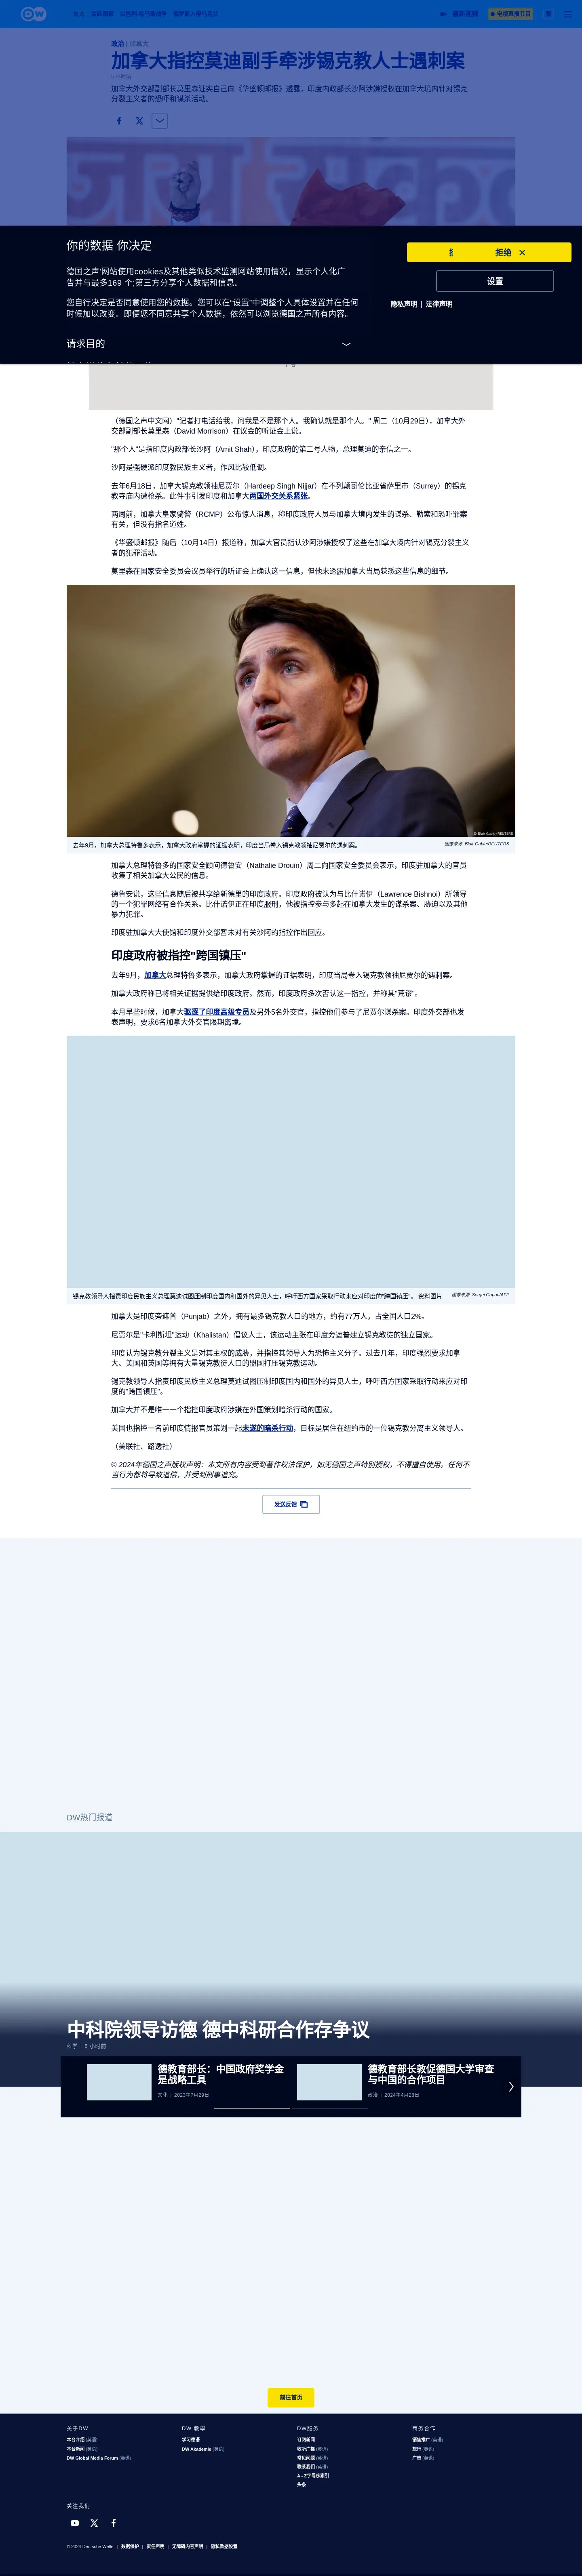 DW
最新视频
电视直播节目
政治 | 加拿大
加拿大指控莫迪副手牵涉锡克教人士遇刺案
5 小时前
加拿大外交部副部长莫里森证实自己向《华盛顿邮报》透露，印度内政部长沙阿涉嫌授权在加拿大境内针对锡克
分裂主义者的恐吓和谋杀活动。
你的数据 你决定
拒绝
德国之声’网站使用cookies及其他类似技术监测网站使用情况，显示个人化广
告并与最多169 个;第三方分享个人数据和信息。
设置
您自行决定是否同意使用您的数据。您可以在“设置”中调整个人具体设置并在任何
时候加以改变。即便您不同意共享个人数据，依然可以浏览德国之声所有内容。
隐私声明 | 法律声明
请求目的
（德国之声中文网）"记者打电话给我，问我是不是那个人。我确认就是那个人。" 周二（10月29日），加拿大外
交部副部长莫里森（David Morrison）在议会的听证会上说。
"那个人"是指印度内政部长沙阿（Amit Shah），印度政府的第二号人物，总理莫迪的亲信之一。
沙阿是强硬派印度教民族主义者，作风比较低调。
去年6月18日，加拿大锡克教领袖尼贾尔（Hardeep Singh Nijjar）在不列颠哥伦比亚省萨里市（Surrey）的锡克
教寺庙内遭枪杀。此件事引发印度和加拿大两国外交关系紧张。
两周前，加拿大皇家骑警（RCMP）公布惊人消息，称印度政府人员与加拿大境内发生的谋杀、勒索和恐吓罪案
有关，但没有指名道姓。
《华盛顿邮报》随后（10月14日）报道称，加拿大官员指认沙阿涉嫌授权了这些在加拿大境内针对锡克分裂主义
者的犯罪活动。
莫里森在国家安全委员会议员举行的听证会上确认这一信息，但他未透露加拿大当局获悉这些信息的细节。
© Blair Gable/REUTERS
去年9月，加拿大总理特鲁多表示，加拿大政府掌握的证据表明，印度当局卷入锡克教领袖尼贾尔的遇刺案。
图像来源: Blair Gable/REUTERS
加拿大总理特鲁多的国家安全顾问德鲁安（Nathalie Drouin）周二向国家安全委员会表示，印度驻加拿大的官员
收集了相关加拿大公民的信息。
德鲁安说，这些信息随后被共享给新德里的印度政府。印度政府被认为与比什诺伊（Lawrence Bishnoi）所领导
的一个犯罪网络有合作关系。比什诺伊正在印度服刑，他被指控参与多起在加拿大发生的谋杀案、胁迫以及其他
暴力犯罪。
印度驻加拿大大使馆和印度外交部暂未对有关沙阿的指控作出回应。
印度政府被指控"跨国镇压"
去年9月，加拿大总理特鲁多表示，加拿大政府掌握的证据表明，印度当局卷入锡克教领袖尼贾尔的遇刺案。
加拿大政府称已将相关证据提供给印度政府。然而，印度政府多次否认这一指控，并称其"荒谬"。
本月早些时候，加拿大驱逐了印度高级专员及另外5名外交官，指控他们参与了尼贾尔谋杀案。印度外交部也发
表声明，要求6名加拿大外交官限期离境。
锡克教领导人指责印度民族主义总理莫迪试图压制印度国内和国外的异见人士，呼吁西方国家采取行动来应对印度的"跨国镇压"。 资料图片
图像来源: Sergei Gapon/AFP
加拿大是印度旁遮普（Punjab）之外，拥有最多锡克教人口的地方，约有77万人，占全国人口2%。
尼贾尔是"卡利斯坦"运动（Khalistan）倡议人士，该运动主张在印度旁遮普建立锡克教徒的独立国家。
印度认为锡克教分裂主义是对其主权的威胁，并指控其领导人为恐怖主义分子。过去几年，印度强烈要求加拿
大、美国和英国等拥有大量锡克教徒人口的盟国打压锡克教运动。
锡克教领导人指责印度民族主义总理莫迪试图压制印度国内和国外的异见人士，呼吁西方国家采取行动来应对印
度的"跨国镇压"。
加拿大并不是唯一一个指控印度政府涉嫌在外国策划暗杀行动的国家。
美国也指控一名前印度情报官员策划一起未遂的暗杀行动，目标是居住在纽约市的一位锡克教分离主义领导人。
（美联社、路透社）
© 2024年德国之声版权声明：本文所有内容受到著作权法保护，如无德国之声特别授权，不得擅自使用。任何不
当行为都将导致追偿，并受到刑事追究。
发送反馈
DW热门报道
中科院领导访德 德中科研合作存争议
科学 | 9 小时前
德教育部长：中国政府奖学金
是战略工具
文化 | 2023年7月29日
德教育部长敦促德国大学审查
与中国的合作项目
政治 | 2024年4月28日
前往首页
关于DW
本台介绍 (英语)
本台新闻 (英语)
DW Global Media Forum (英语)
DW 教學
学习德语
DW Akademie (英语)
DW服务
订阅新闻
收听广播 (英语)
常见问题 (英语)
联系我们 (英语)
A - Z字母序索引
头条
商务合作
销售推广 (英语)
旅行 (英语)
广告 (英语)
关注我们
© 2024 Deutsche Welle | 数据保护 | 责任声明 | 无障碍内容声明 | 隐私数据设置